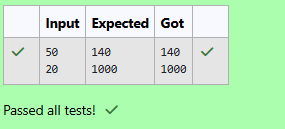 Input Expected Got
50 140 140
20 1000 1000
Passed all tests!